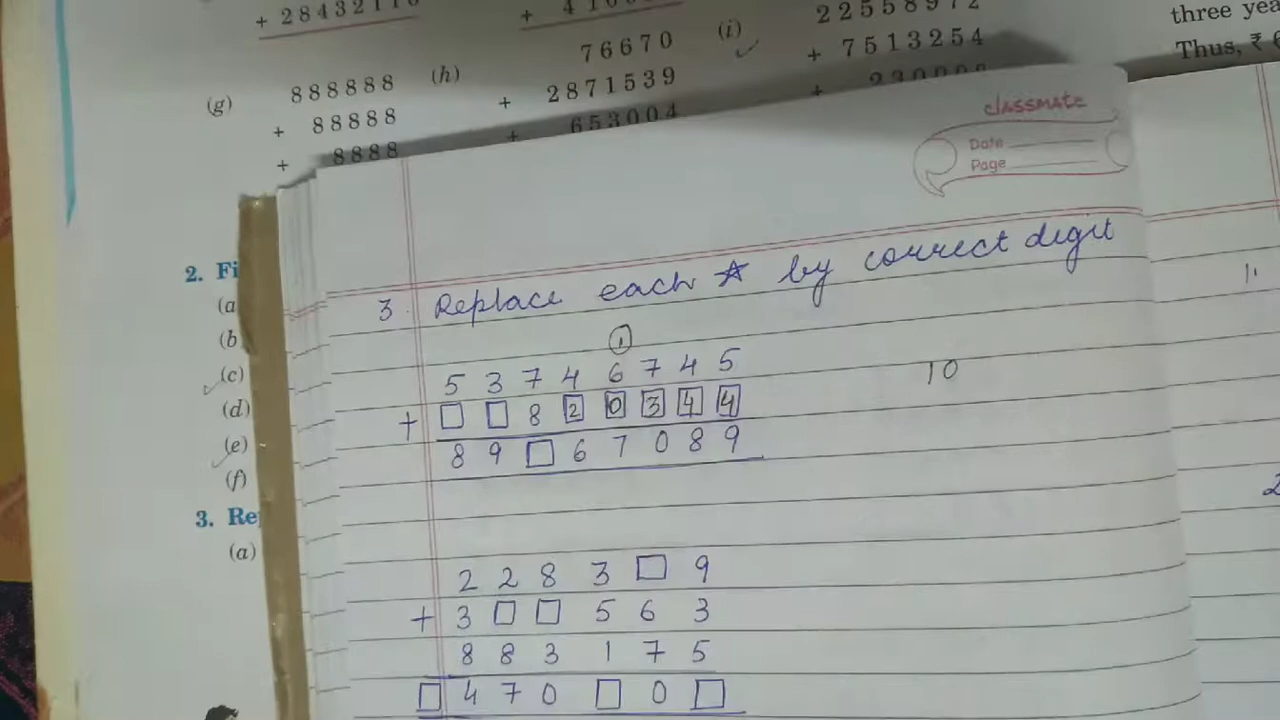 + 2843211
+ 41
76670
(i)
22558972
+ 7513254
+
three yea
Thus, ₹
(g)
888888
+ 88888
+ 8888
(h)
+ 2871539
+ 653004
classmate
Date
Page
2. Fi
(a
(b
(c)
(d)
(e)
(f)
3. Re
(a)
3. Replace each ☆ by correct digit
1
5 3 7 4 6 7 4 5
+ □ □ 8 2 0 3 4 4
8 9 □ 6 7 0 8 9
10
2 2 8 3 □ 9
+ 3 □ □ 5 6 3
8 8 3 1 7 5
□ 4 7 0 □ 0 □